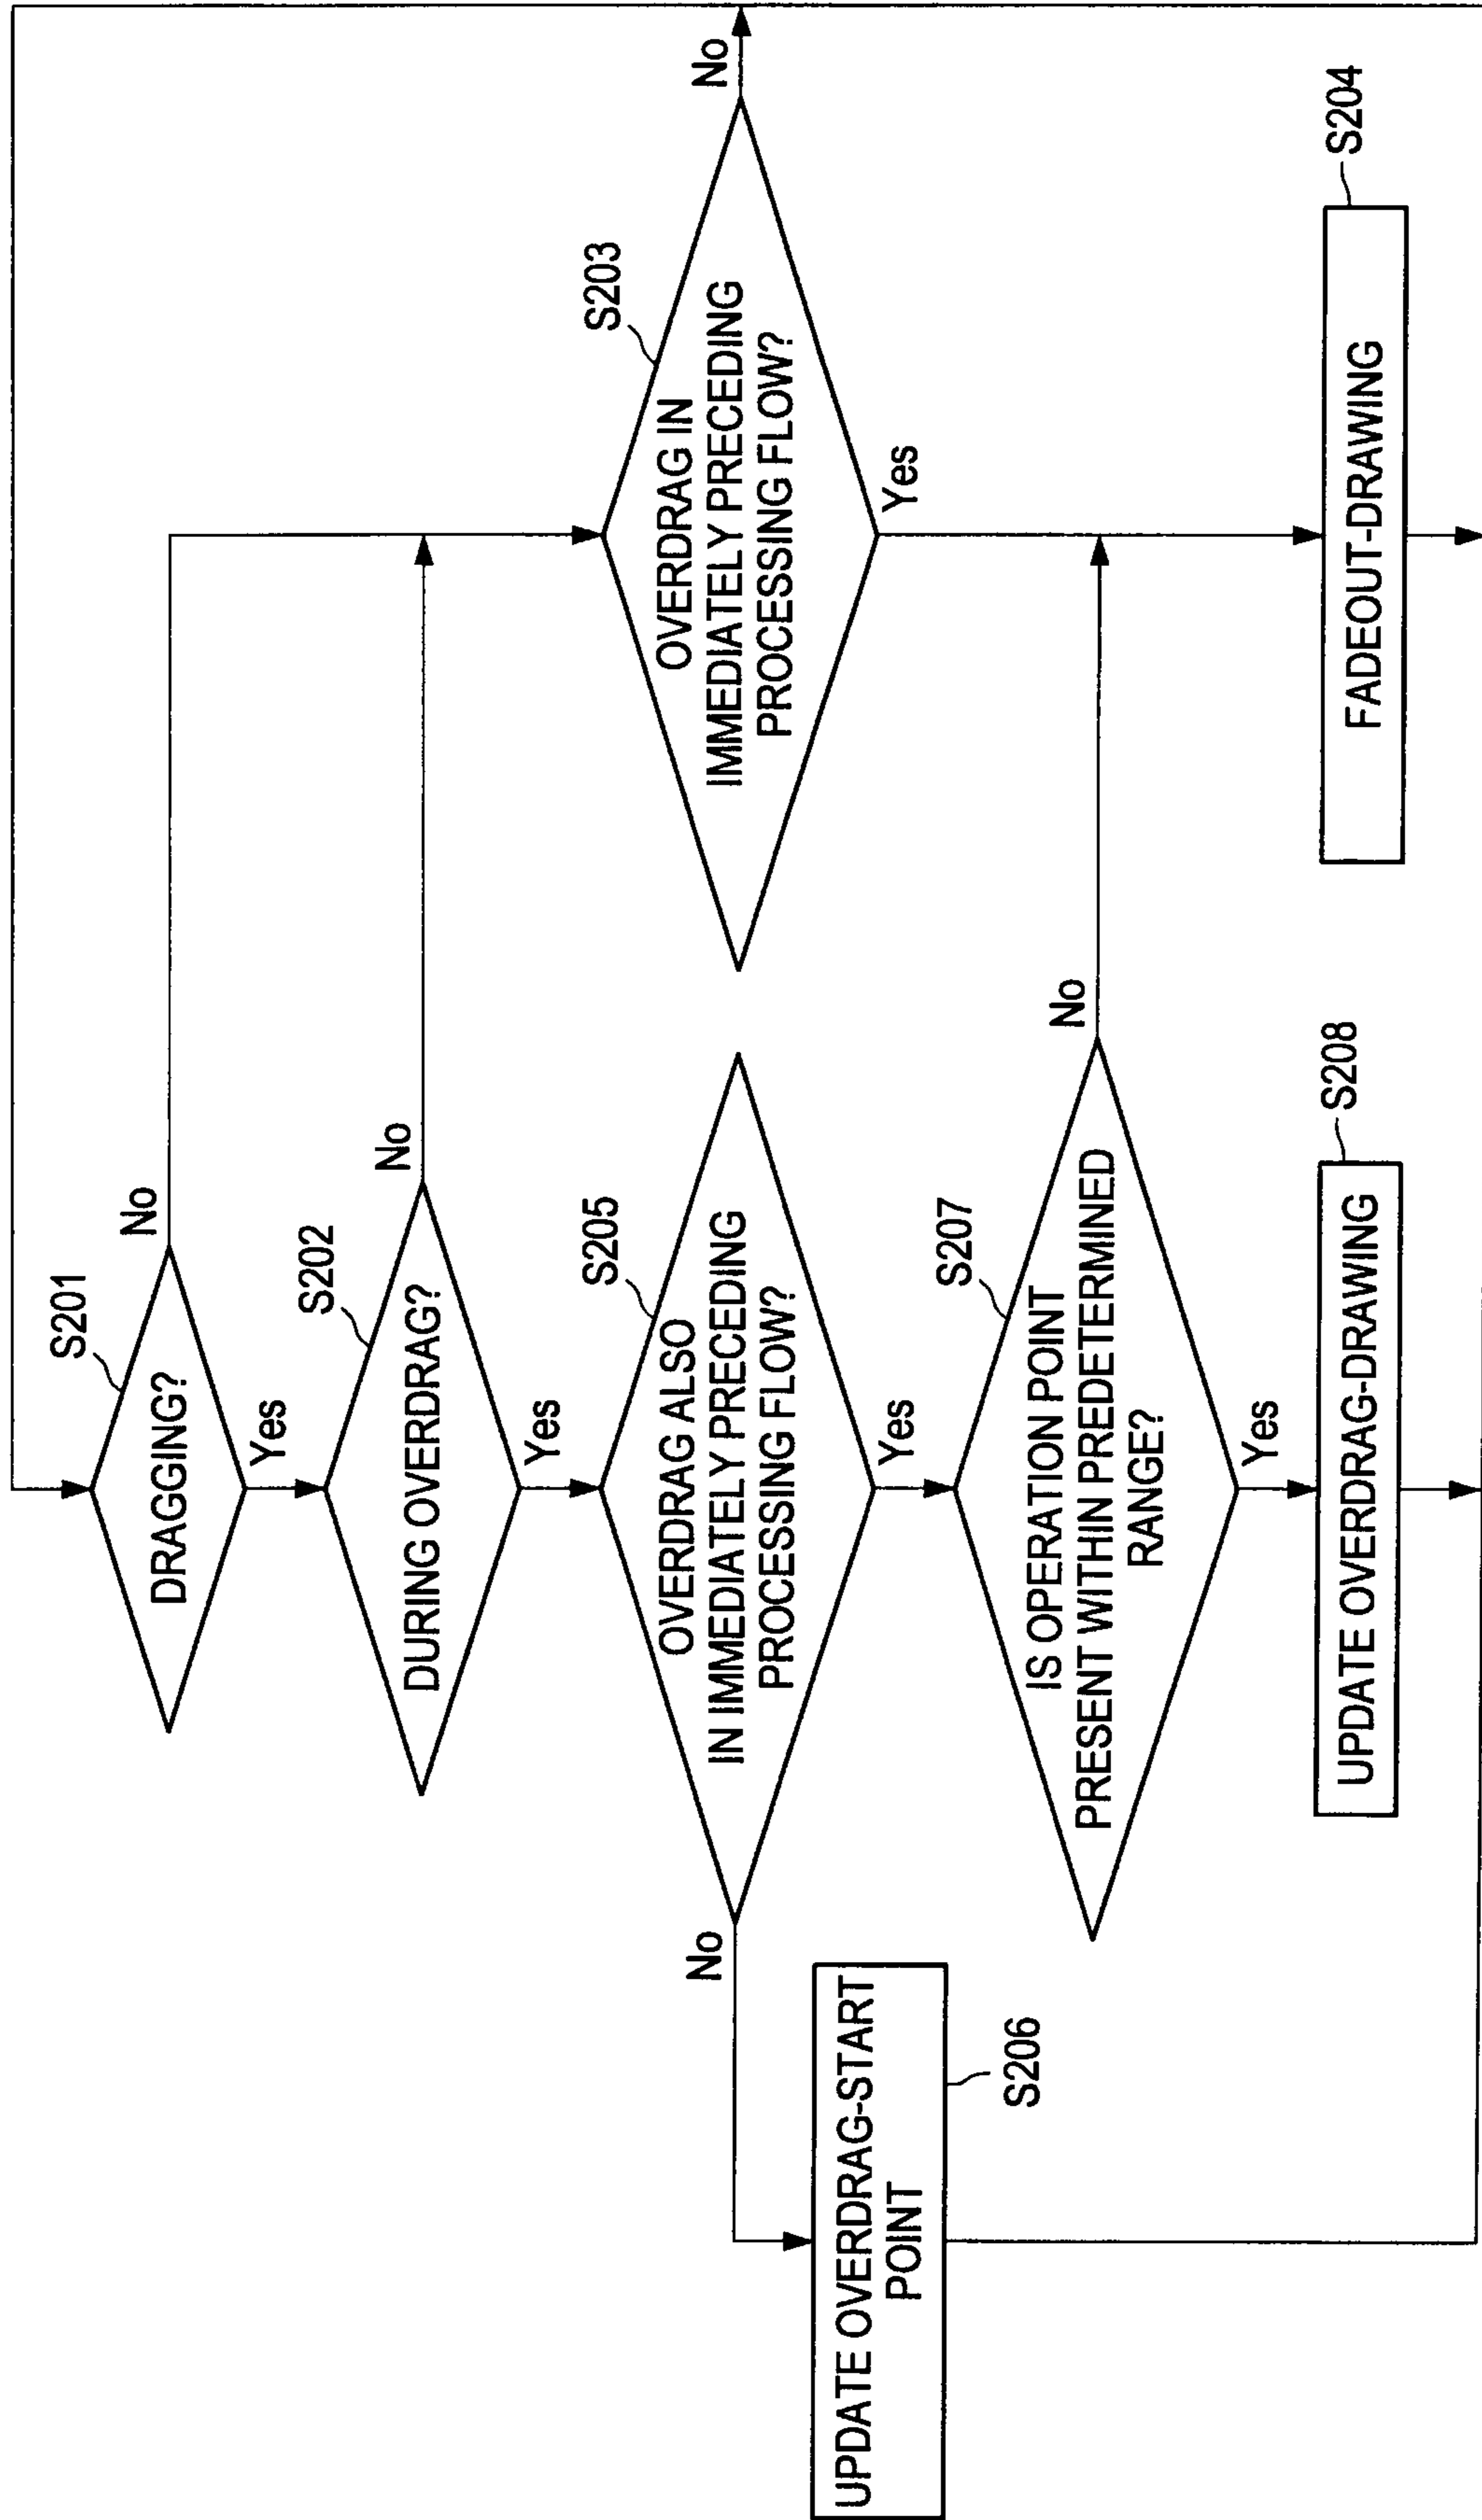 S201
DRAGGING?
No
Yes
S202
DURING OVERDRAG?
No
Yes
S205
OVERDRAG ALSO
IN IMMEDIATELY PRECEDING
PROCESSING FLOW?
No
Yes
UPDATE OVERDRAG-START
POINT
S206
S207
IS OPERATION POINT
PRESENT WITHIN PREDETERMINED
RANGE?
No
Yes
S208
UPDATE OVERDRAG-DRAWING
S203
OVERDRAG IN
IMMEDIATELY PRECEDING
PROCESSING FLOW?
No
Yes
S204
FADEOUT-DRAWING